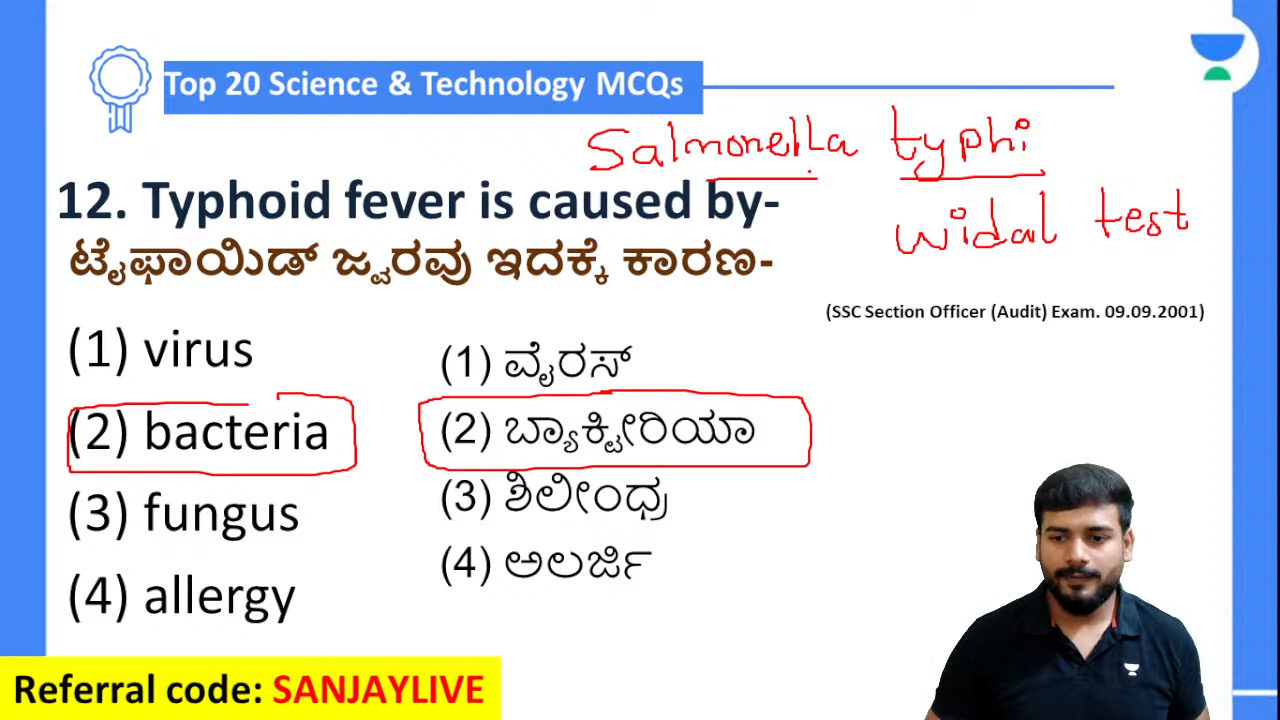 Top 20 Science & Technology MCQs
Salmonella typhi
12. Typhoid fever is caused by-
widal test
ಟೈಫಾಯಿಡ್ ಜ್ವರವು ಇದಕ್ಕೆ ಕಾರಣ-
(SSC Section Officer (Audit) Exam. 09.09.2001)
(1) virus
(2) bacteria
(3) fungus
(4) allergy
(1) ವೈರಸ್
(2) ಬ್ಯಾಕ್ಟೀರಿಯಾ
(3) ಶಿಲೀಂಧ್ರ
(4) ಅಲರ್ಜಿ
Referral code: SANJAYLIVE